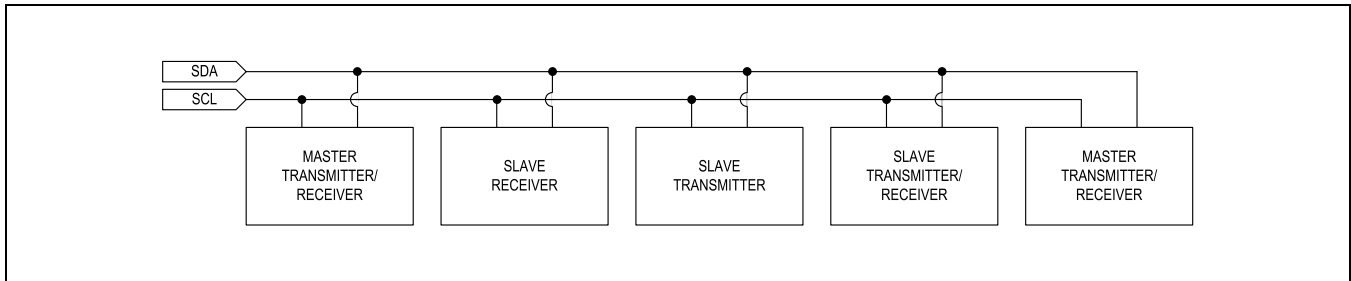 SDA
SCL
MASTER
TRANSMITTER/
RECEIVER
SLAVE
RECEIVER
SLAVE
TRANSMITTER
SLAVE
TRANSMITTER/
RECEIVER
MASTER
TRANSMITTER/
RECEIVER